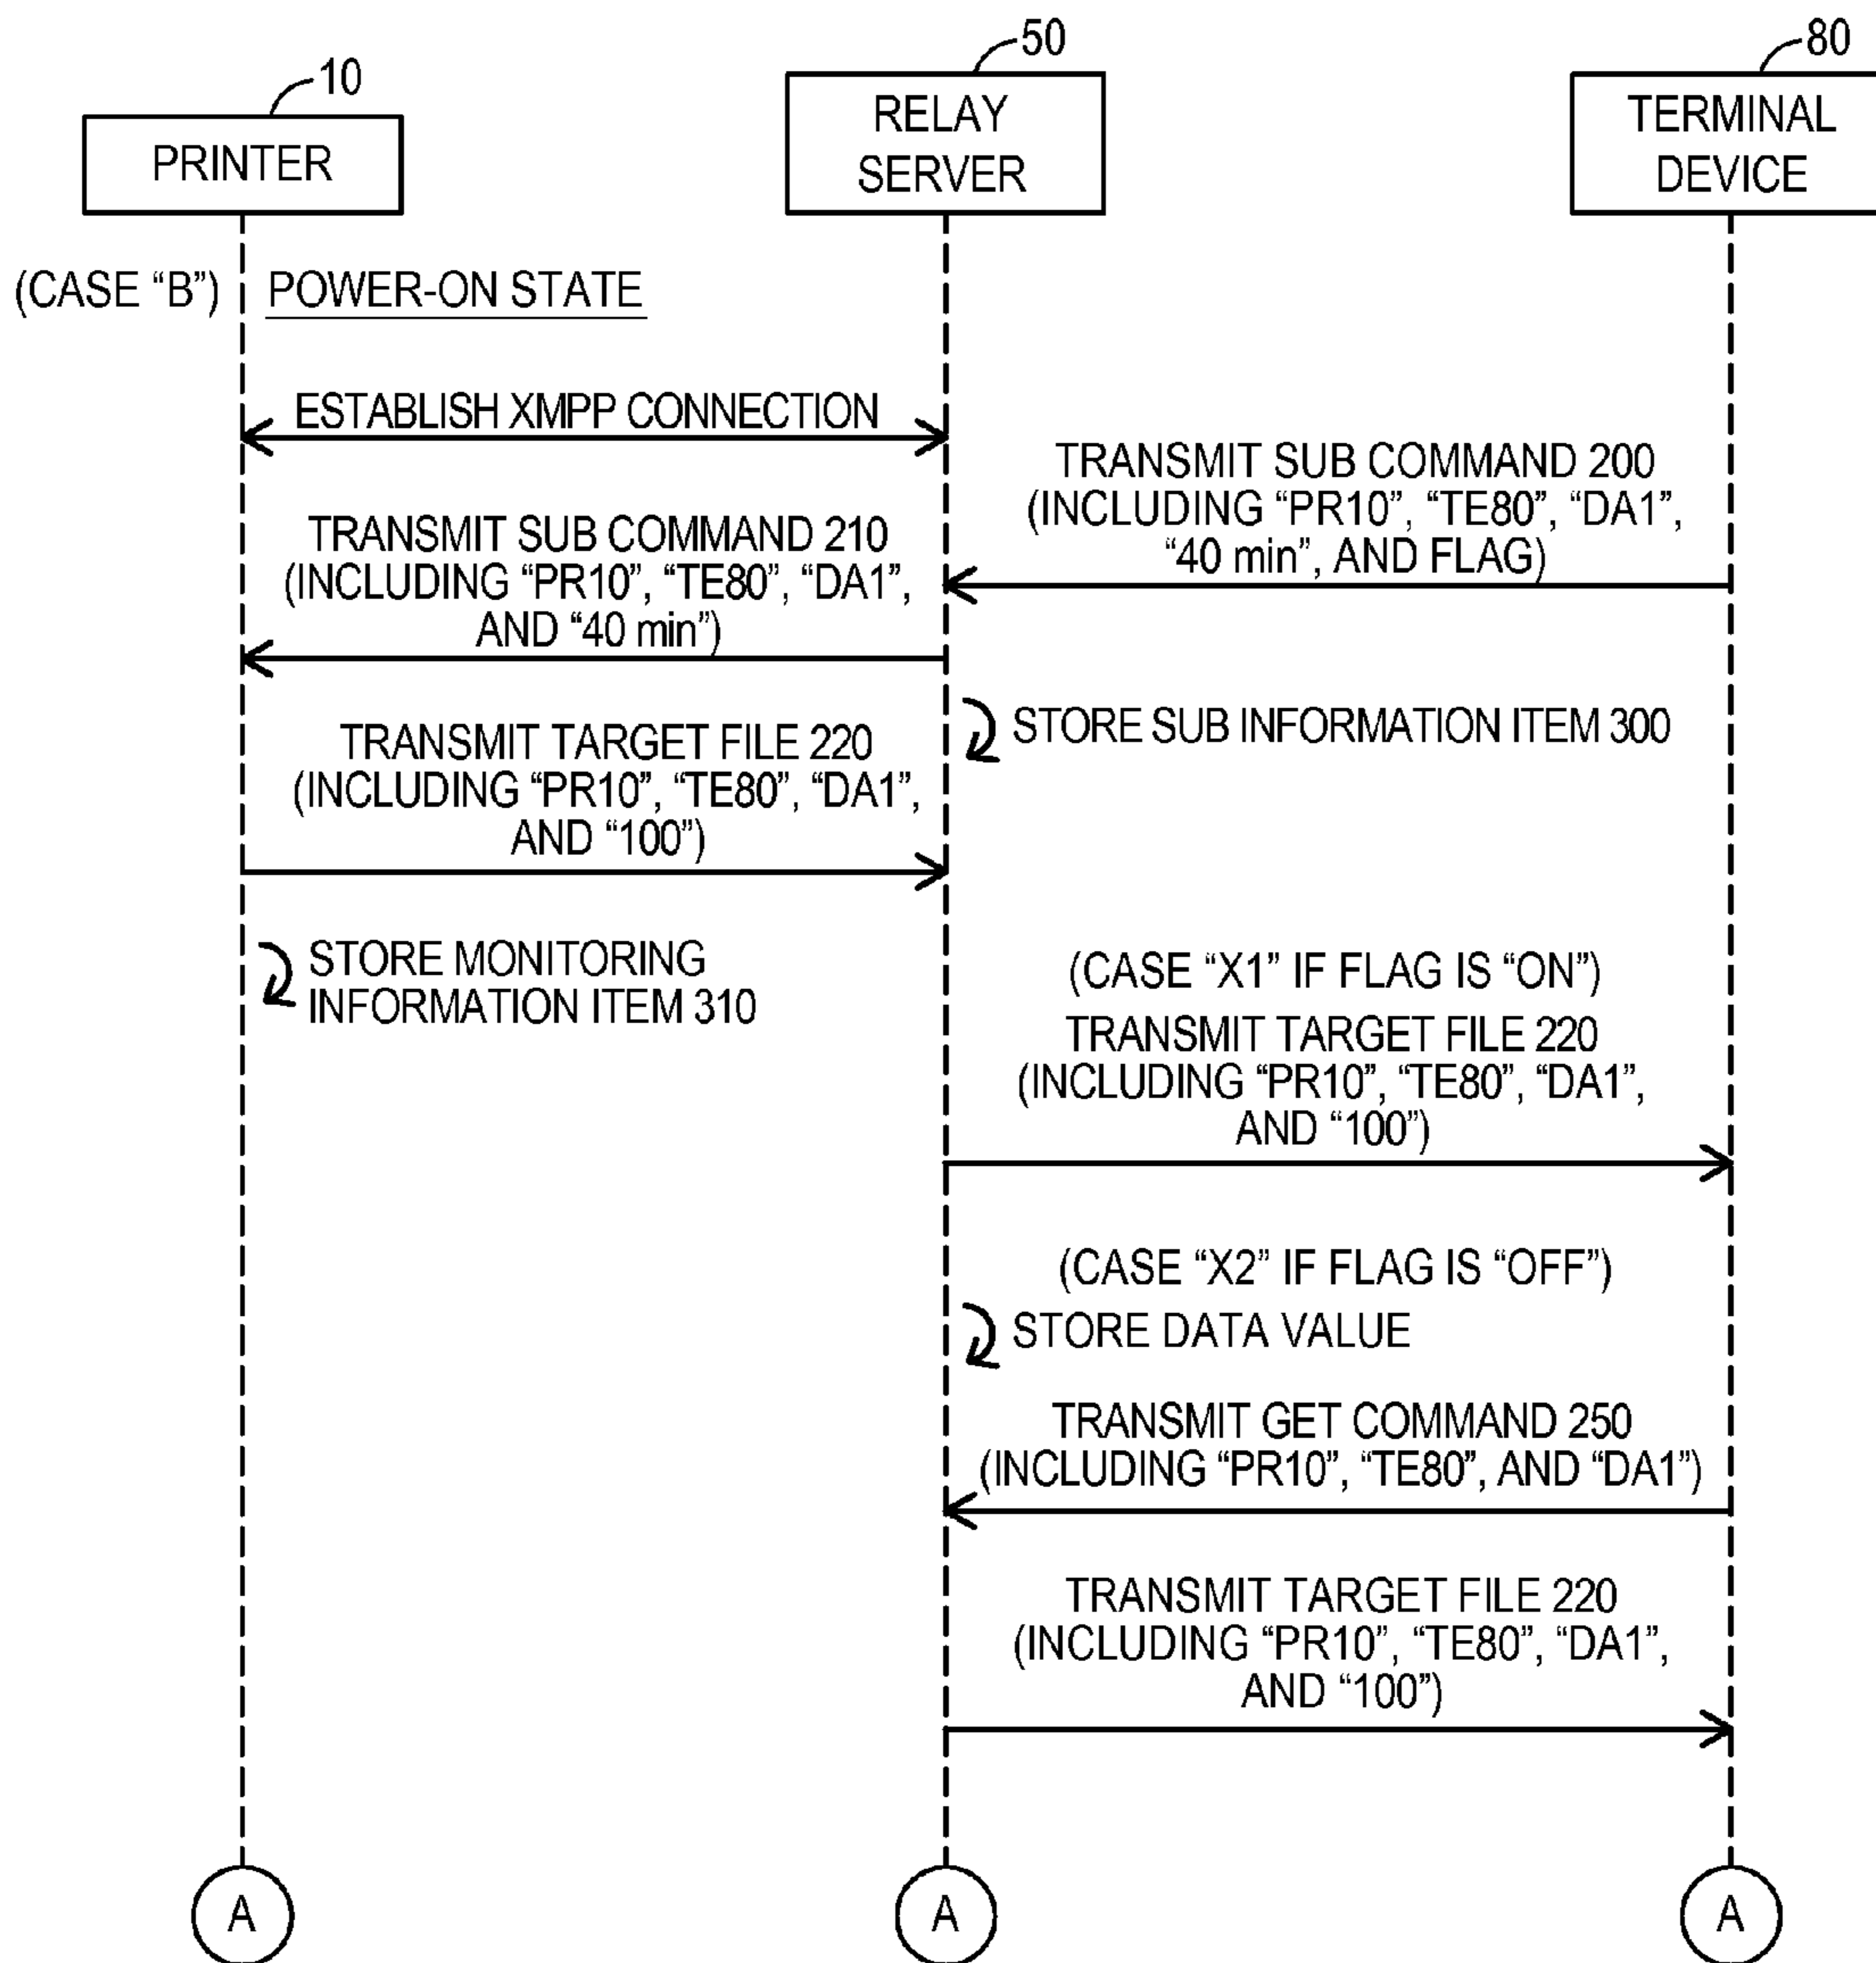 10
50
80
PRINTER
RELAY
SERVER
TERMINAL
DEVICE
(CASE “B”)
POWER-ON STATE
ESTABLISH XMPP CONNECTION
TRANSMIT SUB COMMAND 200
(INCLUDING “PR10”, “TE80”, “DA1”,
“40 min”, AND FLAG)
TRANSMIT SUB COMMAND 210
(INCLUDING “PR10”, “TE80”, “DA1”,
AND “40 min”)
STORE SUB INFORMATION ITEM 300
TRANSMIT TARGET FILE 220
(INCLUDING “PR10”, “TE80”, “DA1”,
AND “100”)
STORE MONITORING
INFORMATION ITEM 310
(CASE “X1” IF FLAG IS “ON”)
TRANSMIT TARGET FILE 220
(INCLUDING “PR10”, “TE80”, “DA1”,
AND “100”)
(CASE “X2” IF FLAG IS “OFF”)
STORE DATA VALUE
TRANSMIT GET COMMAND 250
(INCLUDING “PR10”, “TE80”, AND “DA1”)
TRANSMIT TARGET FILE 220
(INCLUDING “PR10”, “TE80”, “DA1”,
AND “100”)
A
A
A